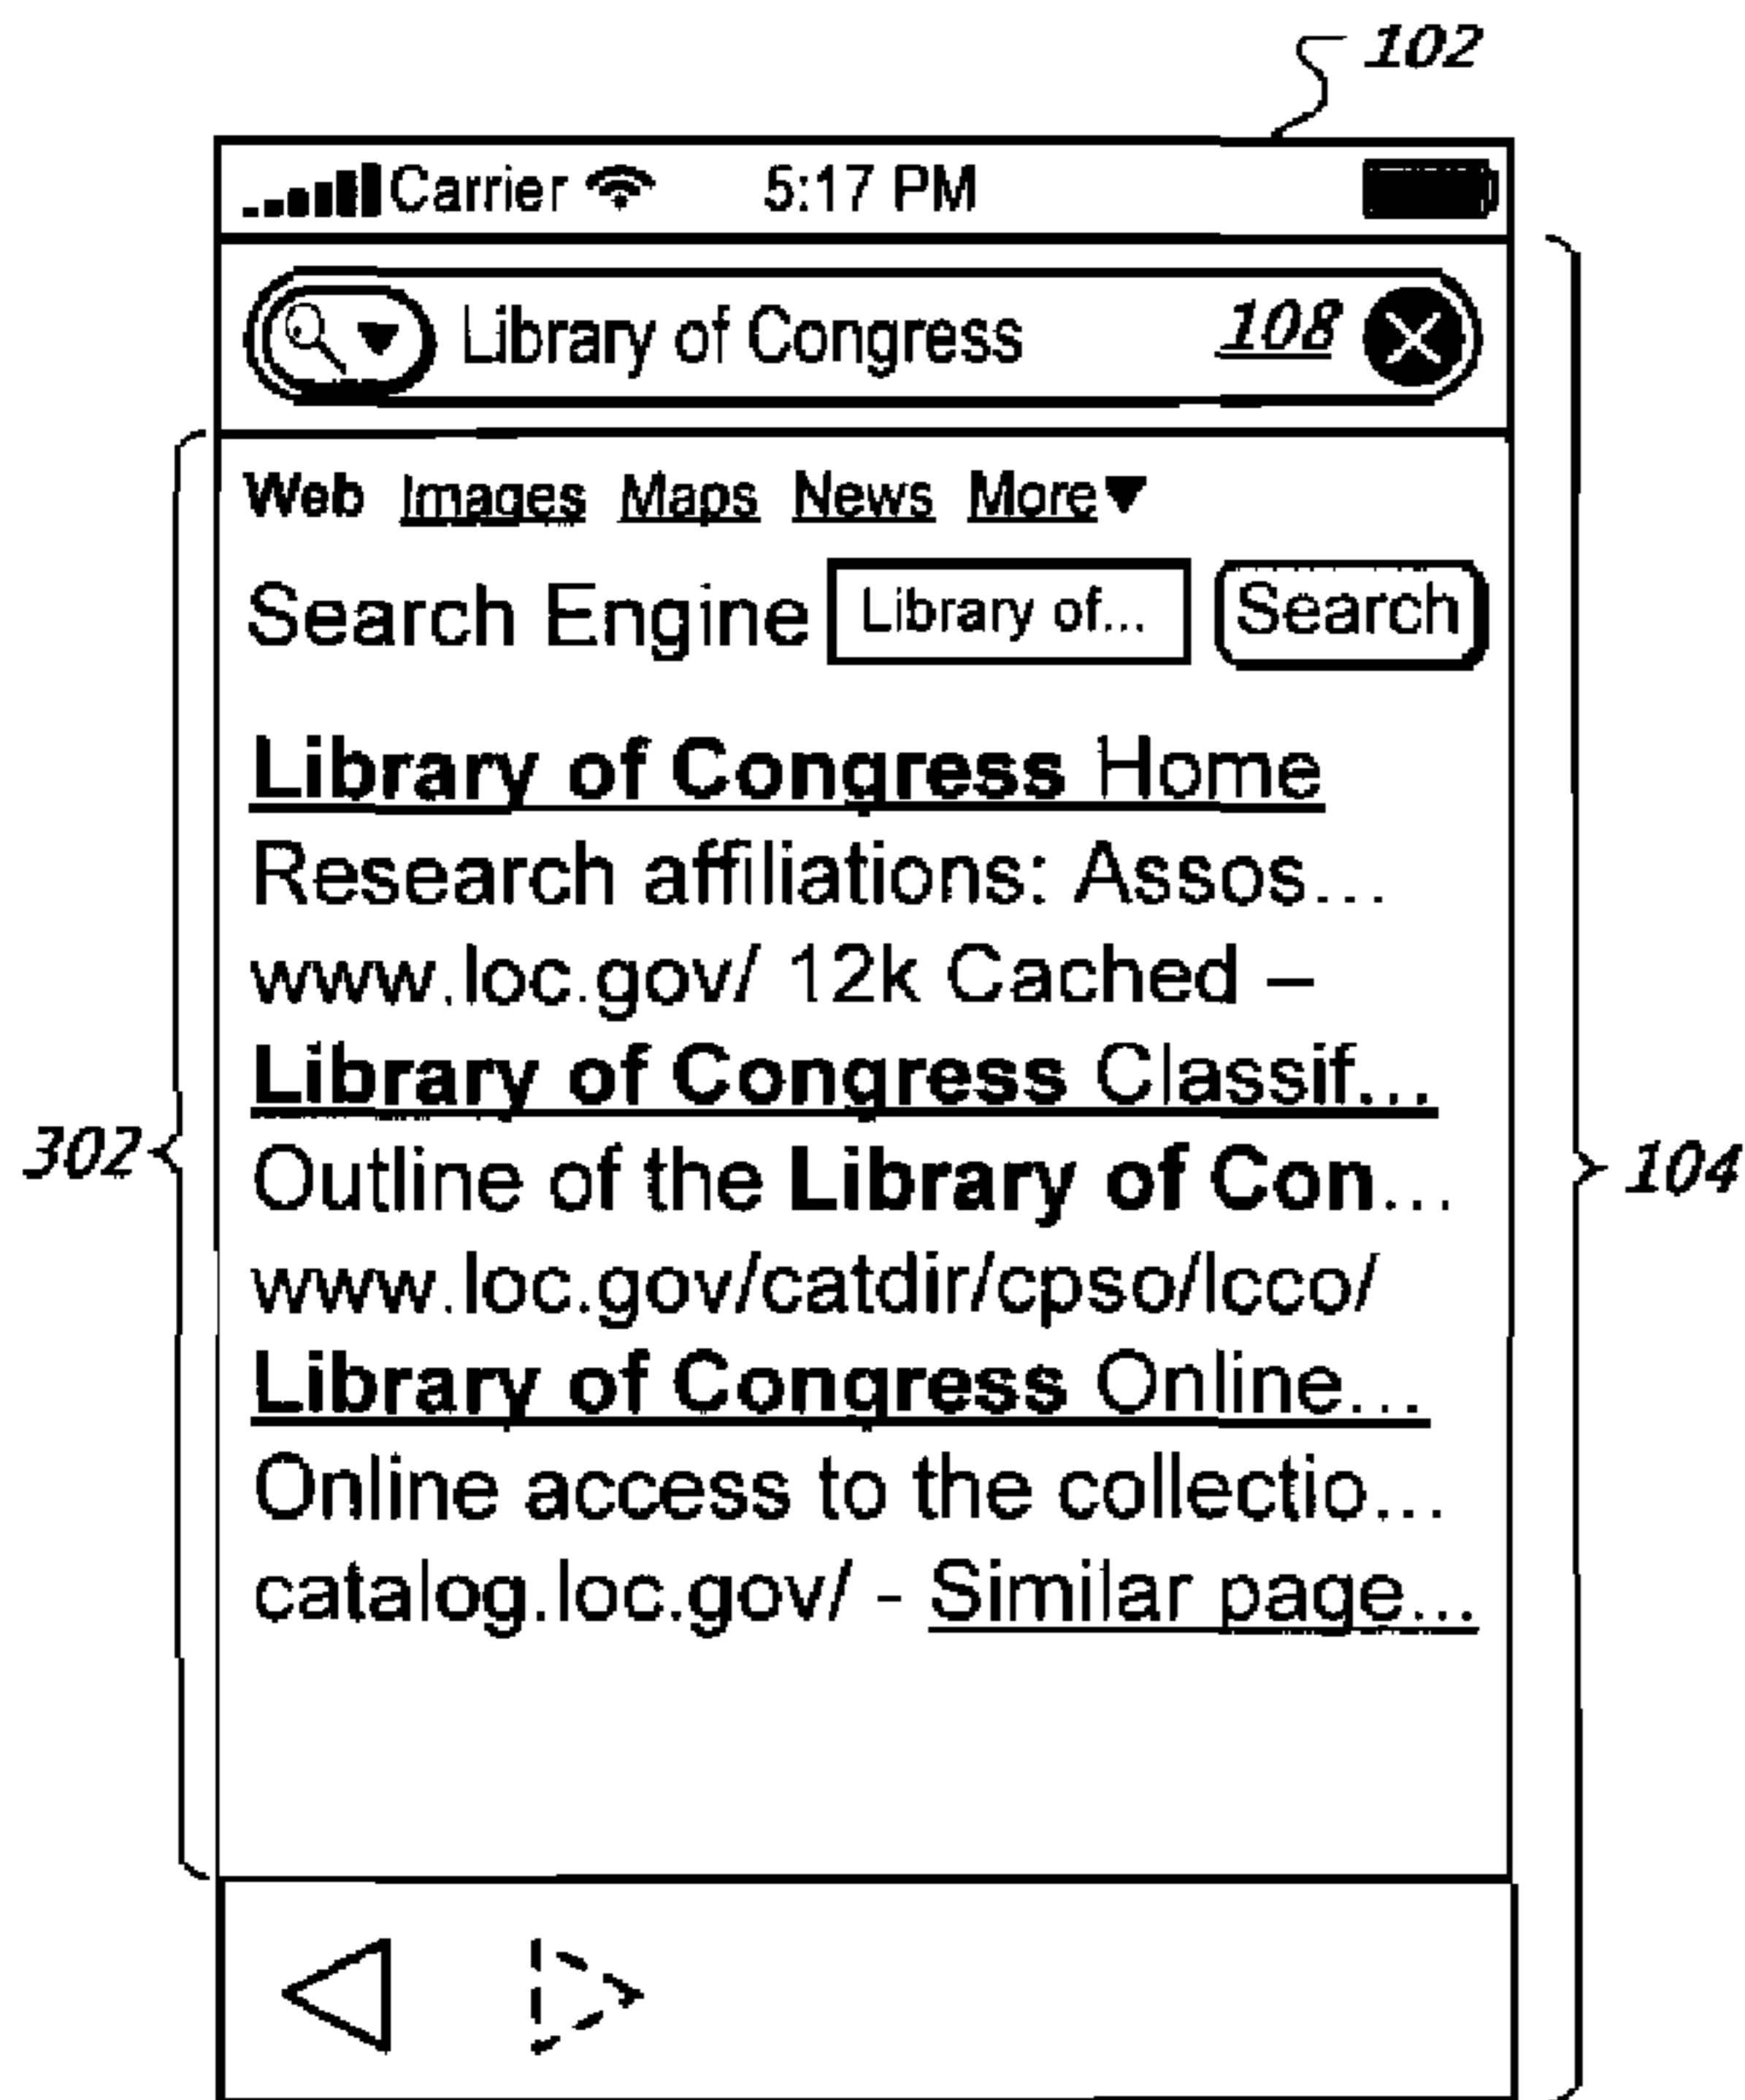 102
Carrier 5:17 PM
Library of Congress 108
Web Images Maps News More
Search Engine Library of... Search
Library of Congress Home
Research affiliations: Assos...
www.loc.gov/ 12k Cached –
Library of Congress Classif...
302
Outline of the Library of Con...
104
www.loc.gov/catdir/cpso/lcco/
Library of Congress Online...
Online access to the collectio...
catalog.loc.gov/ - Similar page...